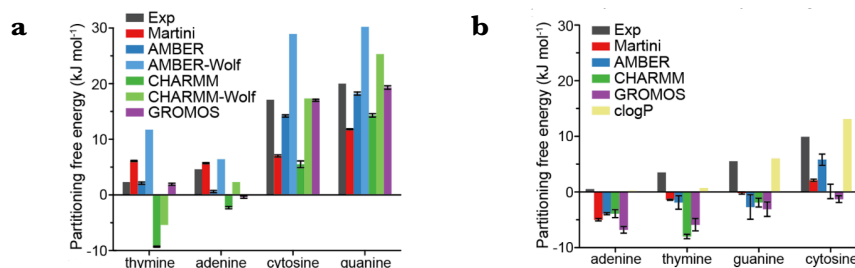 a
Partitioning free energy (kJ mol⁻¹)
30
20
10
0
-10
Exp
Martini
AMBER
AMBER-Wolf
CHARMM
CHARMM-Wolf
GROMOS
thymine adenine cytosine guanine
b
Partitioning free energy (kJ mol⁻¹)
30
20
10
0
-10
Exp
Martini
AMBER
CHARMM
GROMOS
clogP
adenine thymine guanine cytosine